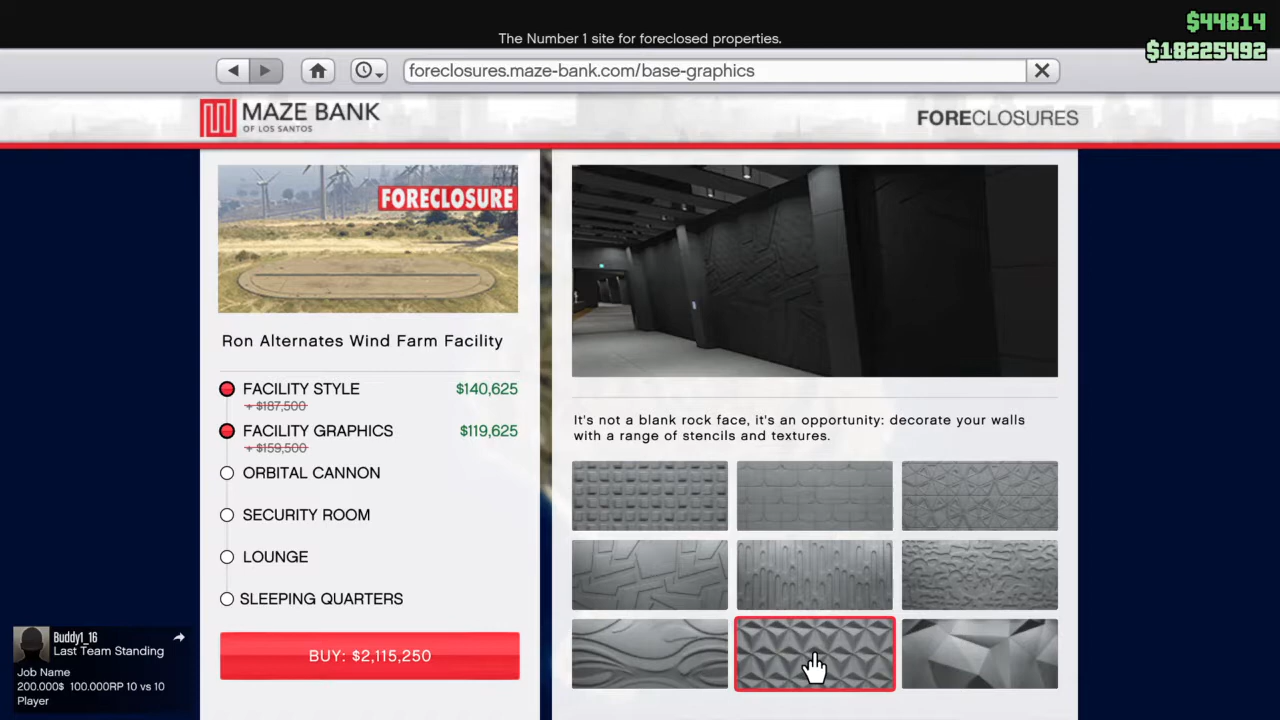 The Number 1 site for foreclosed properties.
$44814
$18225492
foreclosures.maze-bank.com/base-graphics
MAZE BANK
OF LOS SANTOS
FORECLOSURES
FORECLOSURE
Ron Alternates Wind Farm Facility
FACILITY STYLE $140,625
+ $187,500
FACILITY GRAPHICS $119,625
+ $159,500
ORBITAL CANNON
SECURITY ROOM
LOUNGE
SLEEPING QUARTERS
BUY: $2,115,250
It's not a blank rock face, it's an opportunity: decorate your walls
with a range of stencils and textures.
Buddy1_16
Last Team Standing
Job Name
200.000$ 100.000RP 10 vs 10
Player